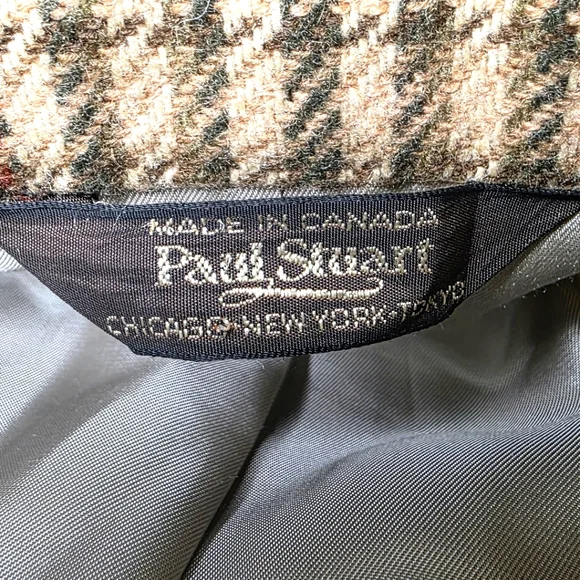 MADE IN CANADA
Paul Stuart
CHICAGO·NEW YORK·TOKYO